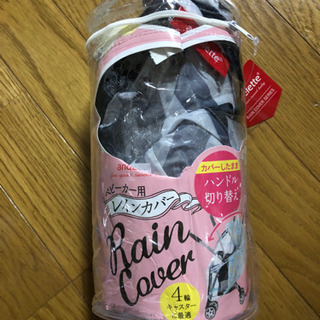 ベビーカー用
レインカバー
Rain
Cover
カバーしたまま
ハンドル
切り替え
4輪
キャスター
に最適